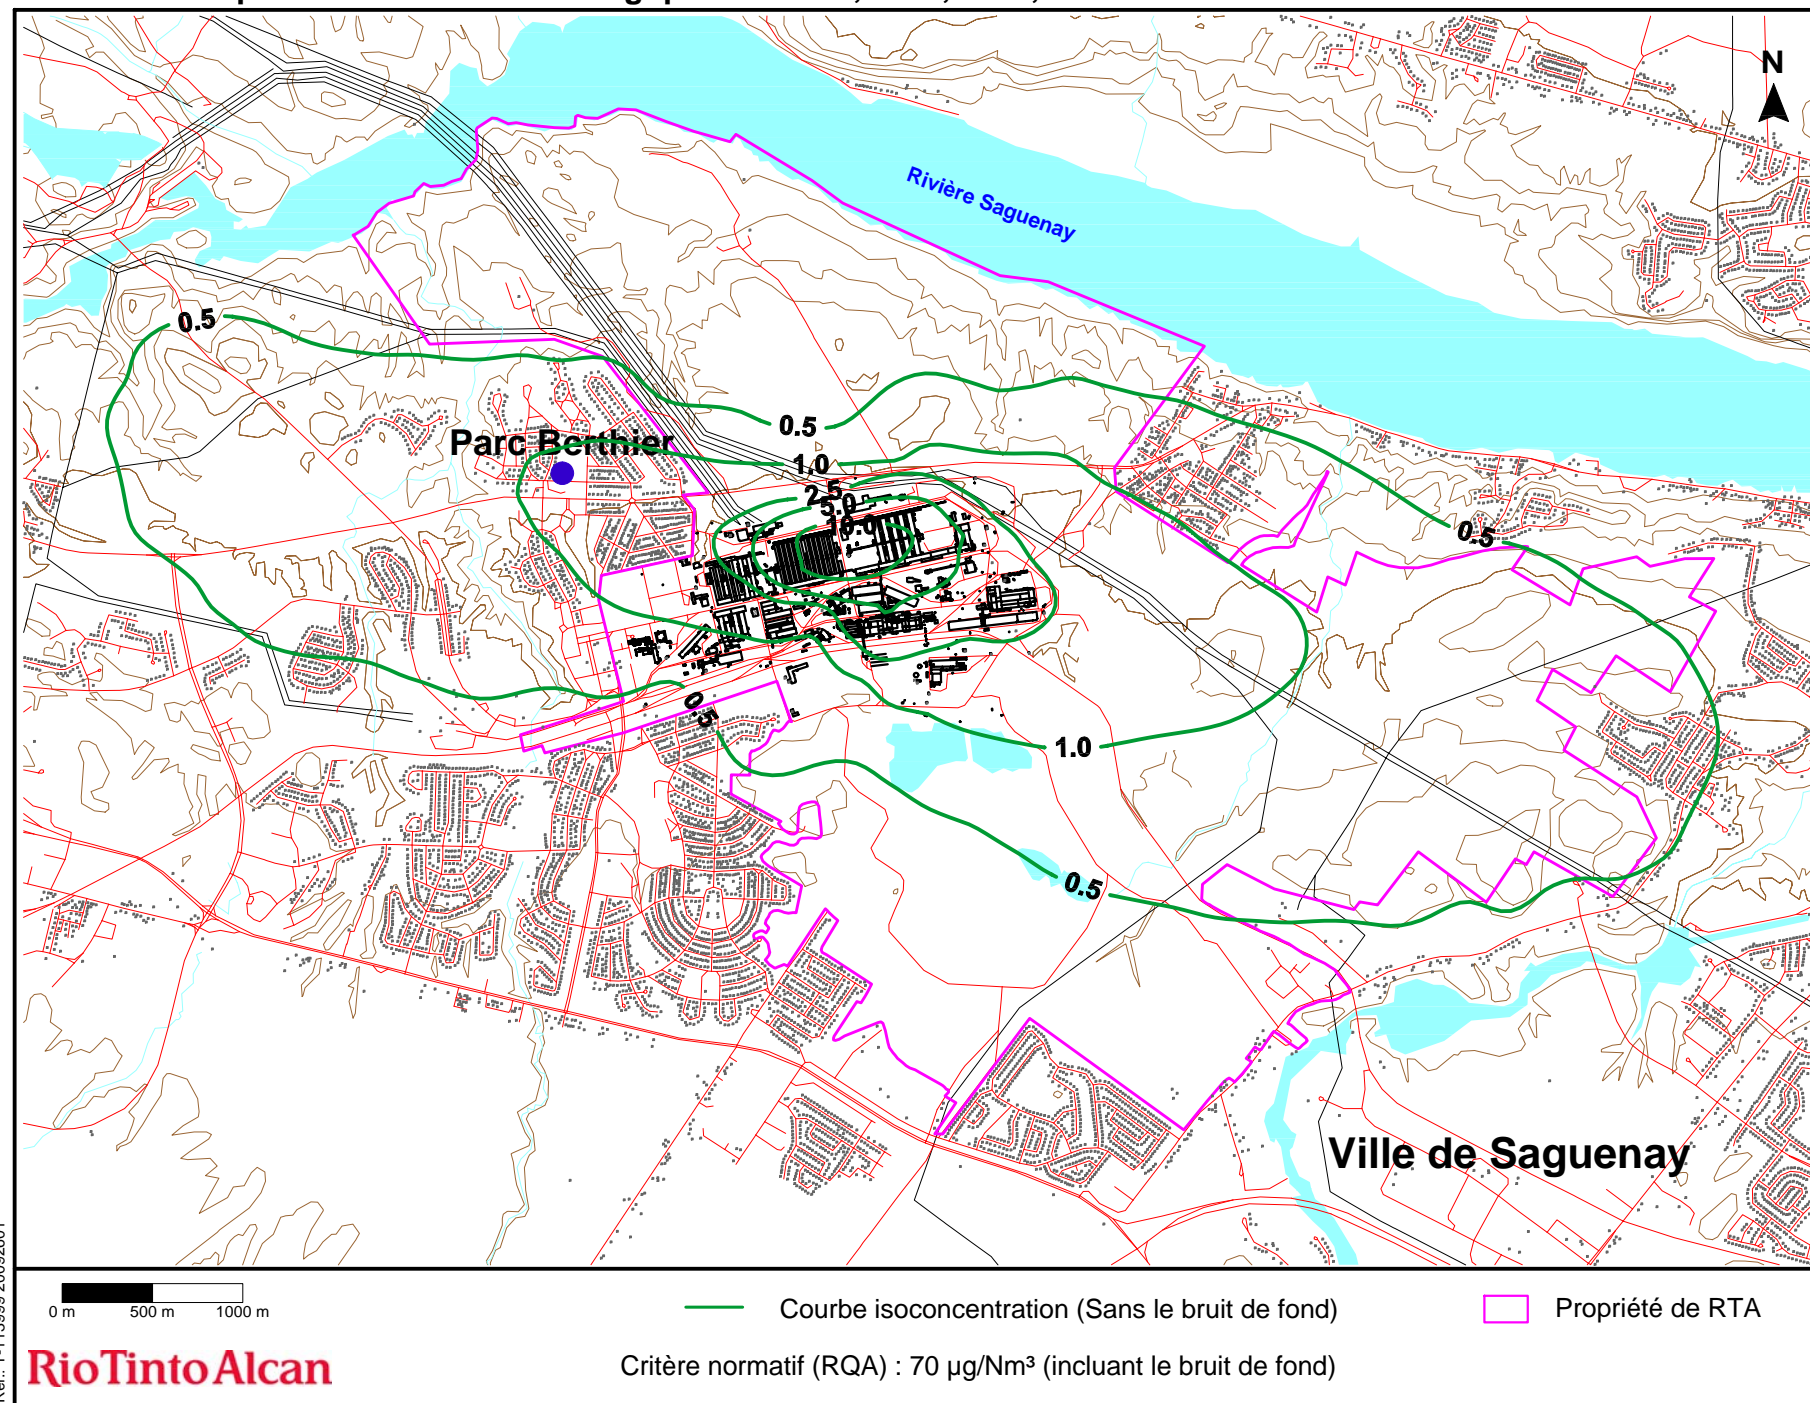 N
Rivière Saguenay
0.5
0.5
Parc Berthier
1.0
2.5
5.0
10.0
0.5
0.5
1.0
0.5
Ville de Saguenay
0 m 500 m 1000 m
Courbe isoconcentration (Sans le bruit de fond)
Propriété de RTA
RioTinto Alcan
Critère normatif (RQA) : 70 µg/Nm³ (incluant le bruit de fond)